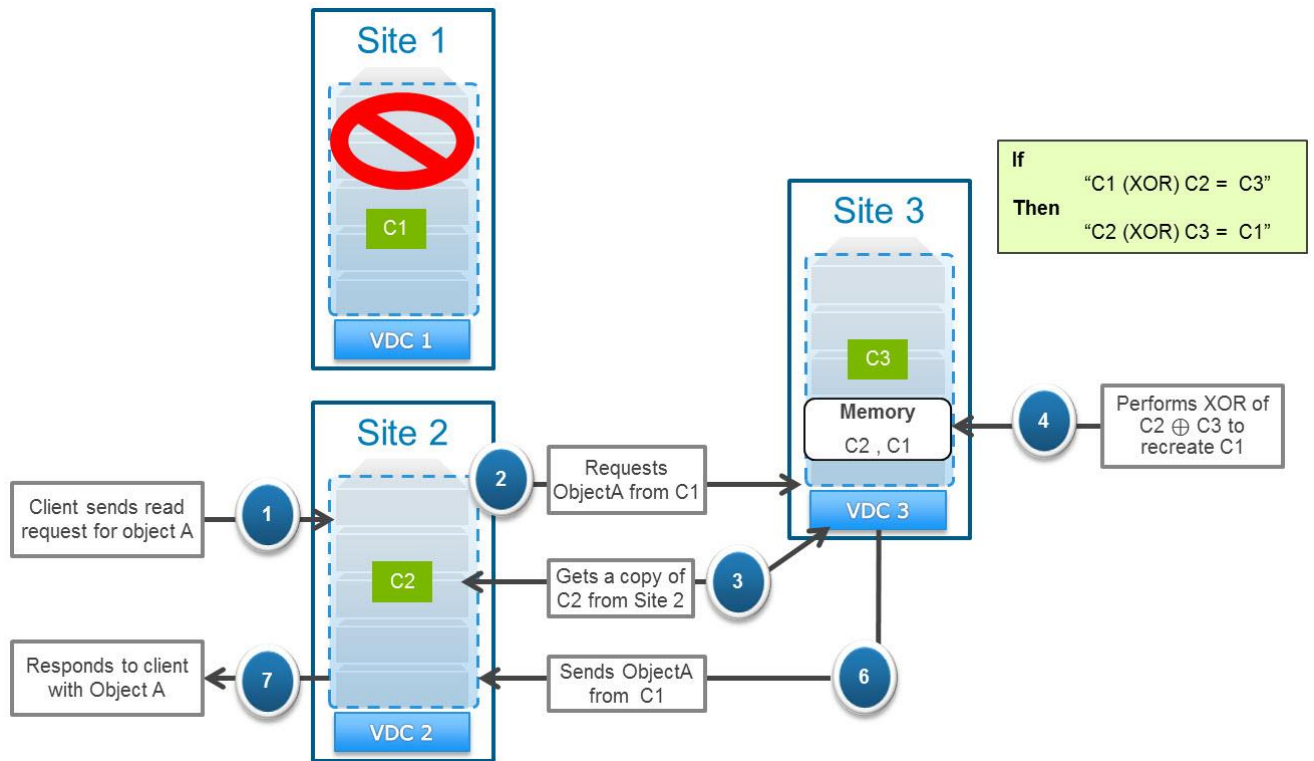 Site 1
C1
VDC 1
If
“C1 (XOR) C2 =  C3”
Then
“C2 (XOR) C3 =  C1”
Site 3
C3
Memory
C2 , C1
VDC 3
4
Performs XOR of
C2 ⊕ C3 to
recreate C1
Site 2
C2
VDC 2
Client sends read
request for object A
1
2
Requests
ObjectA from C1
Gets a copy of
C2 from Site 2
3
Sends ObjectA
from  C1
6
Responds to client
with Object A
7